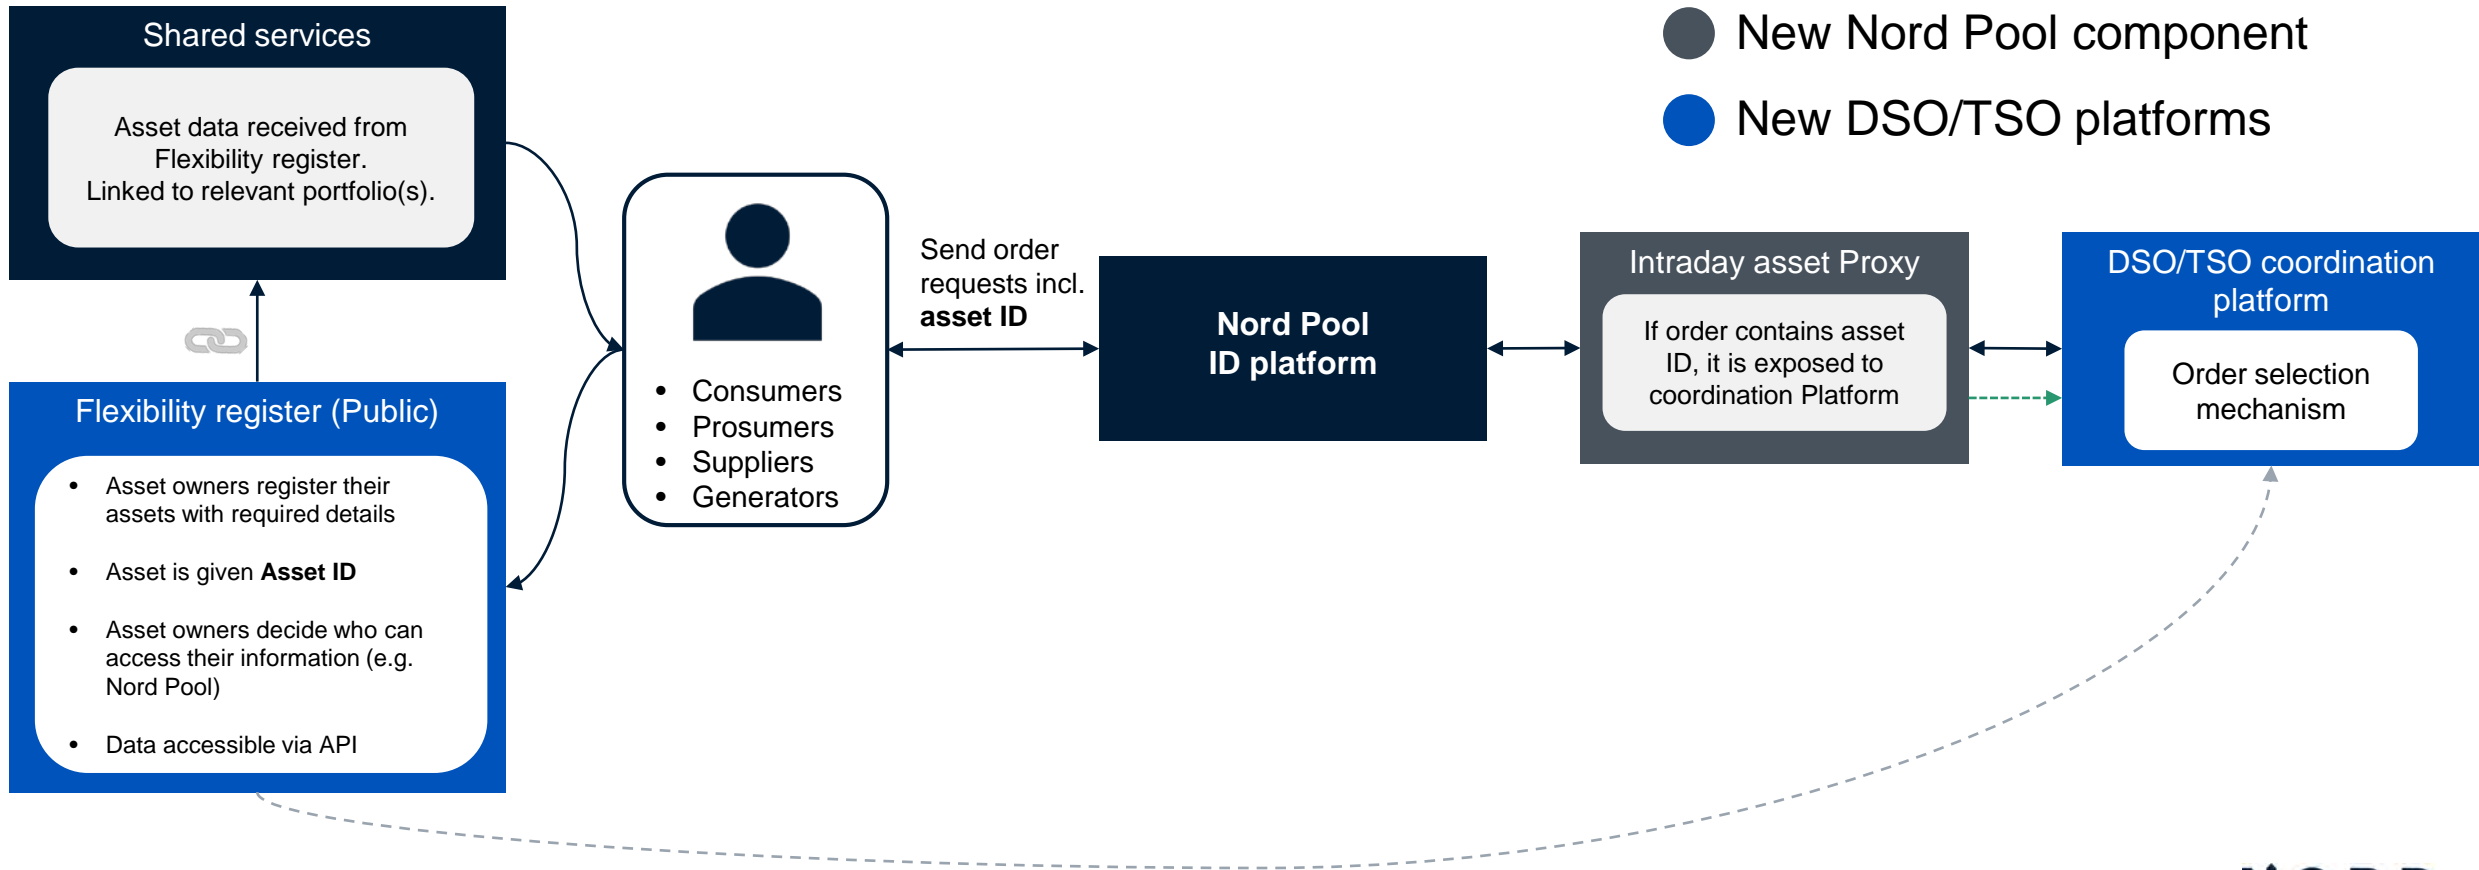 Shared services
Asset data received from
Flexibility register.
Linked to relevant portfolio(s).
Flexibility register (Public)
• Asset owners register their
assets with required details
• Asset is given Asset ID
• Asset owners decide who can
access their information (e.g.
Nord Pool)
• Data accessible via API
• Consumers
• Prosumers
• Suppliers
• Generators
Send order
requests incl.
asset ID
Nord Pool
ID platform
New Nord Pool component
New DSO/TSO platforms
Intraday asset Proxy
If order contains asset
ID, it is exposed to
coordination Platform
DSO/TSO coordination
platform
Order selection
mechanism